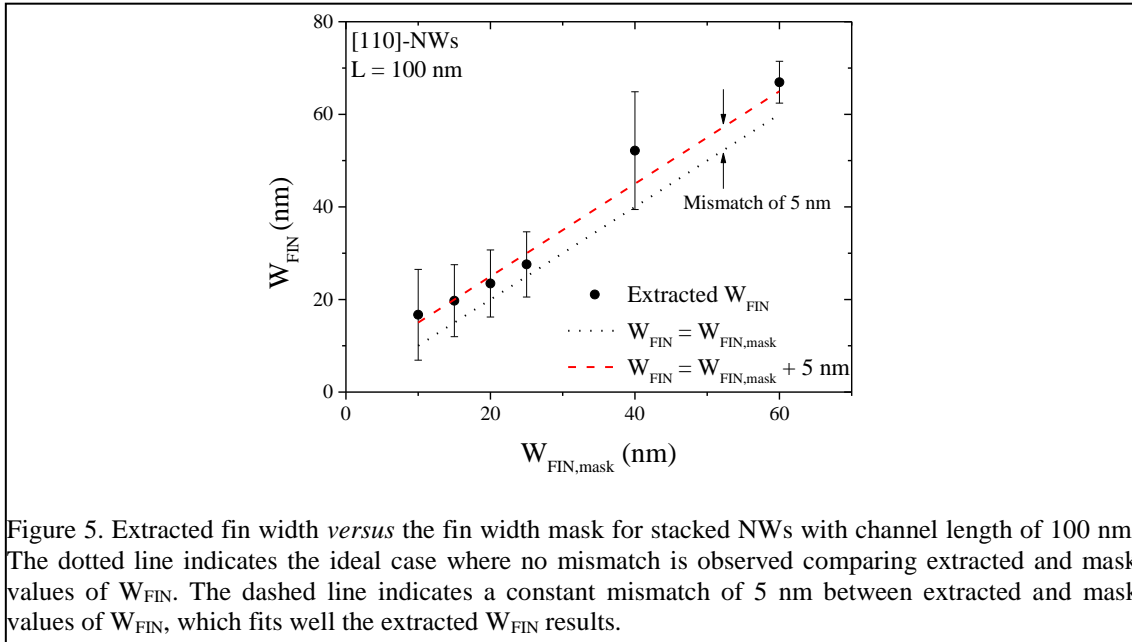 80
[110]-NWs
L = 100 nm
60
40
20
0
W_FIN (nm)
Mismatch of 5 nm
Extracted W_FIN
W_FIN = W_FIN,mask
W_FIN = W_FIN,mask + 5 nm
0 20 40 60
W_FIN,mask (nm)
Figure 5. Extracted fin width versus the fin width mask for stacked NWs with channel length of 100 nm
The dotted line indicates the ideal case where no mismatch is observed comparing extracted and mask
values of W_FIN. The dashed line indicates a constant mismatch of 5 nm between extracted and mask
values of W_FIN, which fits well the extracted W_FIN results.